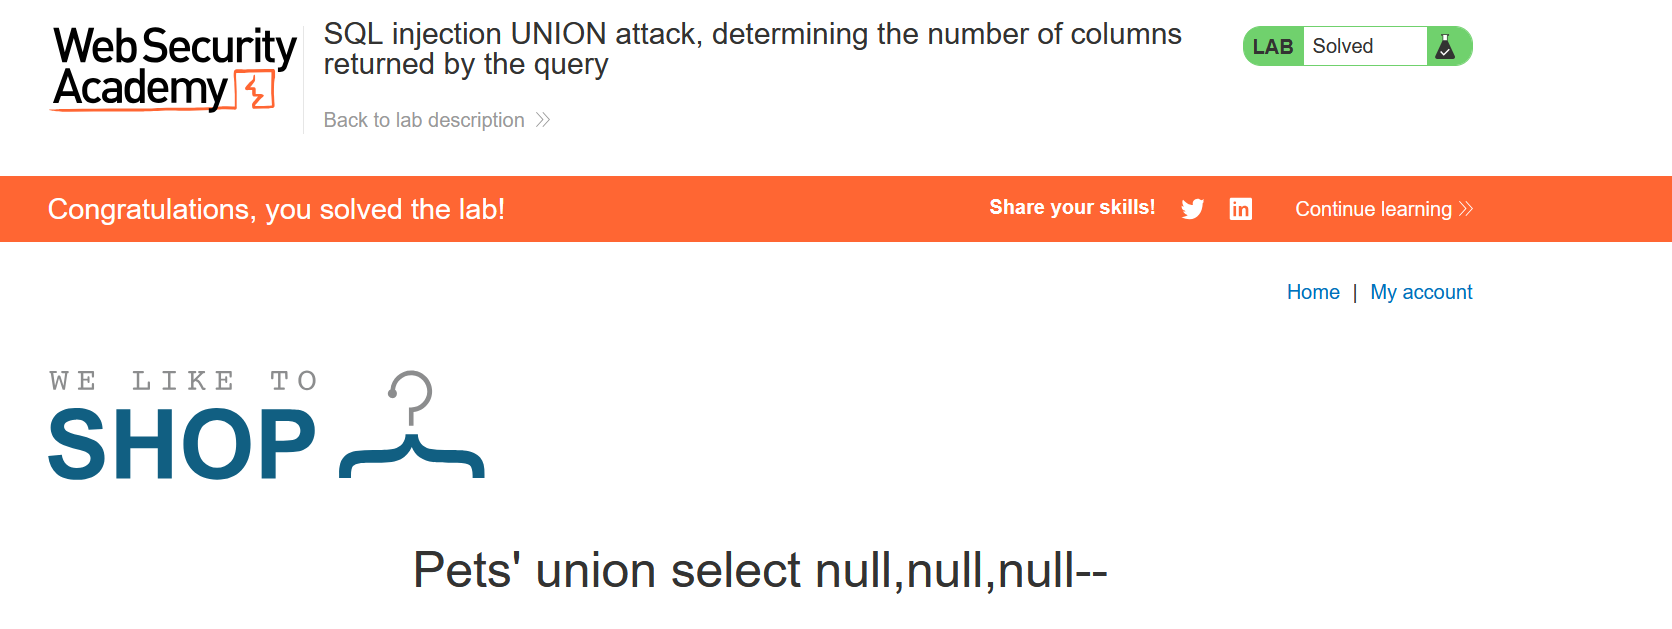 Web Security
Academy
SQL injection UNION attack, determining the number of columns
returned by the query
Back to lab description
LAB Solved
Congratulations, you solved the lab!
Share your skills!
in
Continue learning
Home | My account
WE LIKE TO
SHOP
Pets' union select null,null,null--